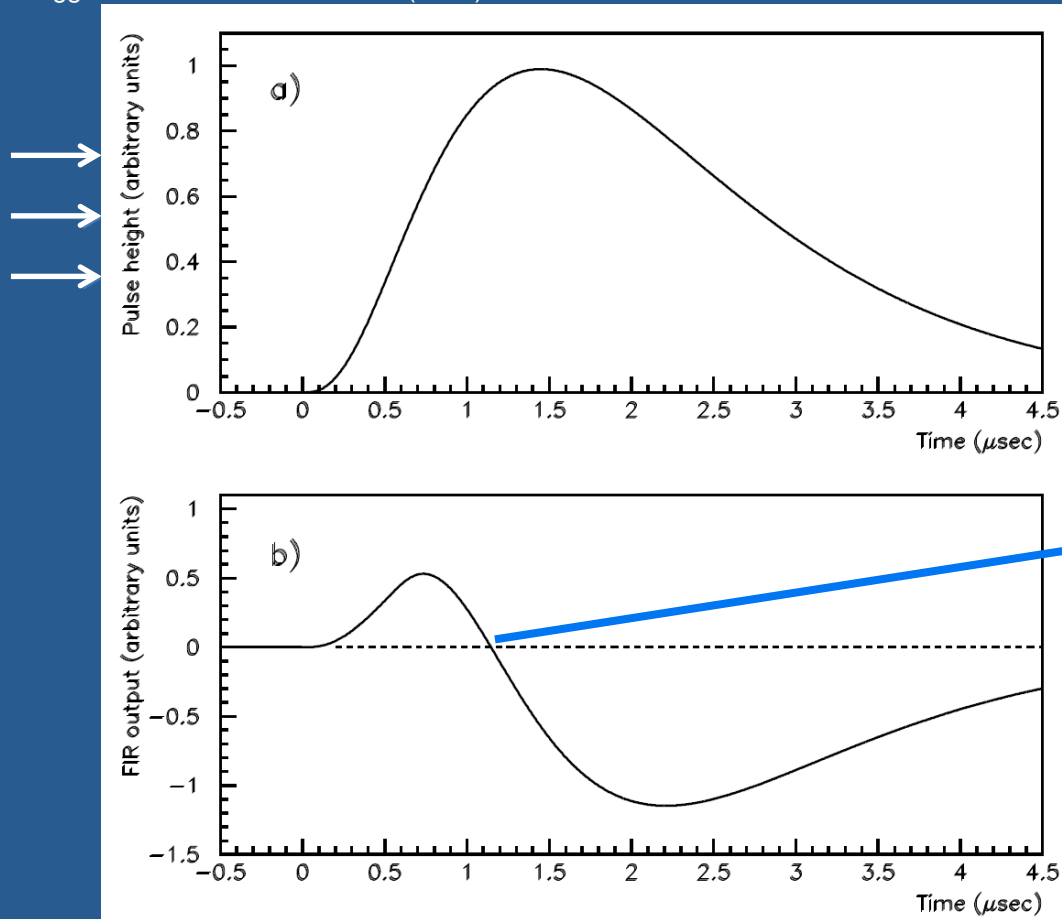 a)
Pulse height (arbitrary units)
1
0.8
0.6
0.4
0.2
0
−0.5 0 0.5 1 1.5 2 2.5 3 3.5 4 4.5
Time (μsec)
b)
FIR output (arbitrary units)
1
0.5
0
−0.5
−1
−1.5
−0.5 0 0.5 1 1.5 2 2.5 3 3.5 4 4.5
Time (μsec)